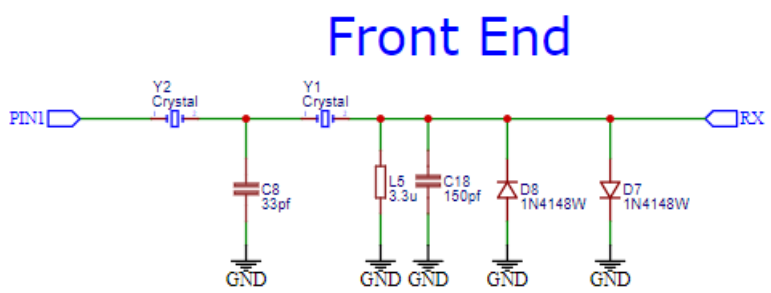 Front End
Y2
Crystal
Y1
Crystal
PIN1
RX
C8
33pf
L5
3.3u
C18
150pf
D8
1N4148W
D7
1N4148W
GND
GND
GND
GND
GND